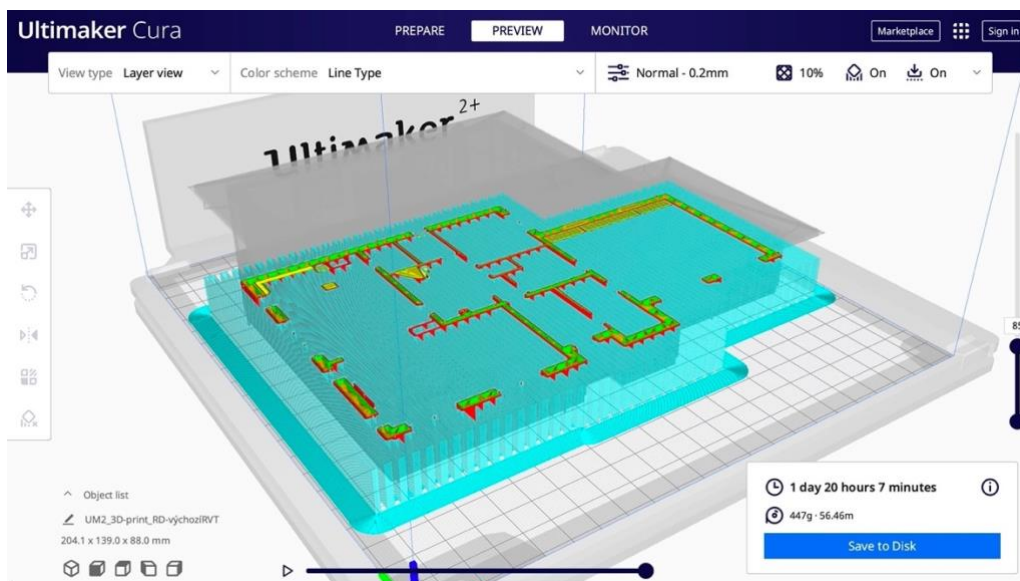 Ultimaker Cura
PREPARE
PREVIEW
MONITOR
Marketplace
Sign in
View type Layer view
Color scheme Line Type
Normal - 0.2mm
10%
On
On
Ultimaker 2+
Object list
UM2_3D-print_RD-výchozíRVT
204.1 x 139.0 x 88.0 mm
1 day 20 hours 7 minutes
447g · 56.46m
Save to Disk